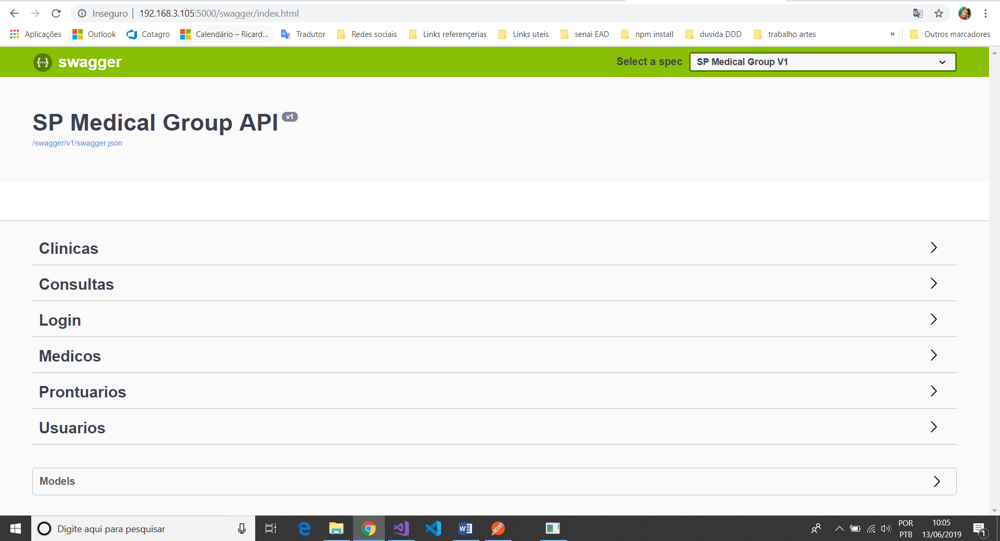 Inseguro | 192.168.3.105:5000/swagger/index.html
Aplicações Outlook Cotagro Calendário – Ricard... Tradutor Redes sociais Links referençerias Links uteis senai EAD npm install duvida DDD trabalho artes » Outros marcadores
{··} swagger Select a spec SP Medical Group V1
SP Medical Group API v1
/swagger/v1/swagger.json
Clinicas
Consultas
Login
Medicos
Prontuarios
Usuarios
Models
Digite aqui para pesquisar
POR
PTB
10:05
13/06/2019
1